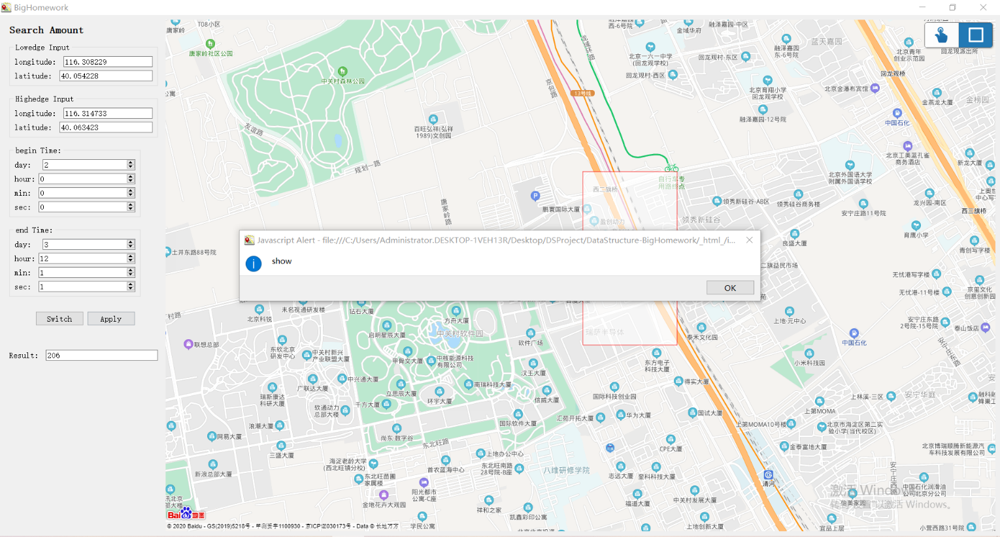 BigHomework
Search Amount
Lowedge Input
longitude: 116.308229
latitude: 40.054228
Highedge Input
longitude: 116.314733
latitude: 40.063423
begin Time:
day: 2
hour: 0
min: 0
sec: 0
end Time:
day: 3
hour: 12
min: 1
sec: 1
Switch Apply
Result: 206
Javascript Alert - file:///C:/Users/Administrator.DESKTOP-1VEH13R/Desktop/DSProject/DataStructure-BigHomework/_html_/i...
show
OK
唐家岭
T08小区
唐家岭社区公园
中关村森林公园
友谊路
规划一路
百旺弘祥(弘祥
1989)文创园
唐家岭路
13号线
西-6号院
金域华府
融泽嘉园-中区
北京一六一中学
(回龙观学校)
回龙观村-东区
回龙观村-西区
融泽嘉园
东-6号院
蓝天嘉园
北京青年
创业示范园
回龙观派出所
回龙观桥
北京育翔小学
回龙观学校
北京金瀑布宾馆
金燕龙大厦
金榜园
融泽嘉园-12号院
中国石化
北京工美蓝孔雀
商务酒店
新龙大厦
北京外国语大学
附属外国语学校
自行车专
用路终点
西二旗桥
鹏寰国际大厦
盈创动力
领秀新硅谷-AB区
领秀硅谷商务楼
领秀新硅谷
安宁庄路11号院
龙兴园-南区
中心写
西三旗桥
育鹰小学
良盛大厦
青创写字楼
二旗益民市场
无忧港写字楼
无忧港-11号楼
京玺文化
创意创新园
土井东路88号院
村路
北京科锐
未名视通研发楼
钻石大厦
方舟大厦
启明星辰大厦
中关村软件园
软件广场
瑞萨半导体
泰禾文化园
上地·元中心
安宁庄东路
2号院-15号院
泰山饭店
中国石化
安宁庄东路
联想总部
东软北京
研发中心
中关村新兴
产业联盟大厦
甲骨文大厦
中核能源科技
有限公司
汉王大厦
东方电子
科技大厦
小米科技园
中兴通大厦
广联达大厦
立思辰大厦
南瑞科技大厦
得实大厦
瑞斯康达
科研大厦
环宇大厦
信威大厦
国际科技创业园
上林溪-三区
安宁华庭
千方大厦
软通动力
总部大楼
国际软件大厦
汇苑开拓大厦
华为大厦
国试大厦
上第MOMA
浪潮大厦
上第MOMA10号楼
北京市海淀区第二实
验小学(当代校区)
网易大厦
尚东·数字谷
东北旺路
CPE大厦
金泰富地大厦
三盛大厦
上地办公中心
北京博瑞顺腾新能源汽
车科技发展有限公司
海淀老龄大学
(西北旺镇分校)
首农蓝海中心
东北旺南路
28号院-B座
八维研修学院
志远大厦
挚科科技大厦
安宁庄西路
新浪总部大厦
东北旺苗圃
家属楼
清河
中国石化润滑油
公司北京分公司
阳光都市
公寓-C座
金地花卉大观园
祥和之家
福道大厦
中关村发展大厦
怡美家园
凯鑫彩印公寓
学民公寓
上地创新大厦
宜品上层
小营西路31号院
激活 Windows
转到"设置"以激活 Windows。
Bai 地图
© 2020 Baidu - GS(2019)5218号 - 甲测资字1100930 - 京ICP证030173号 - Data © 长地万方